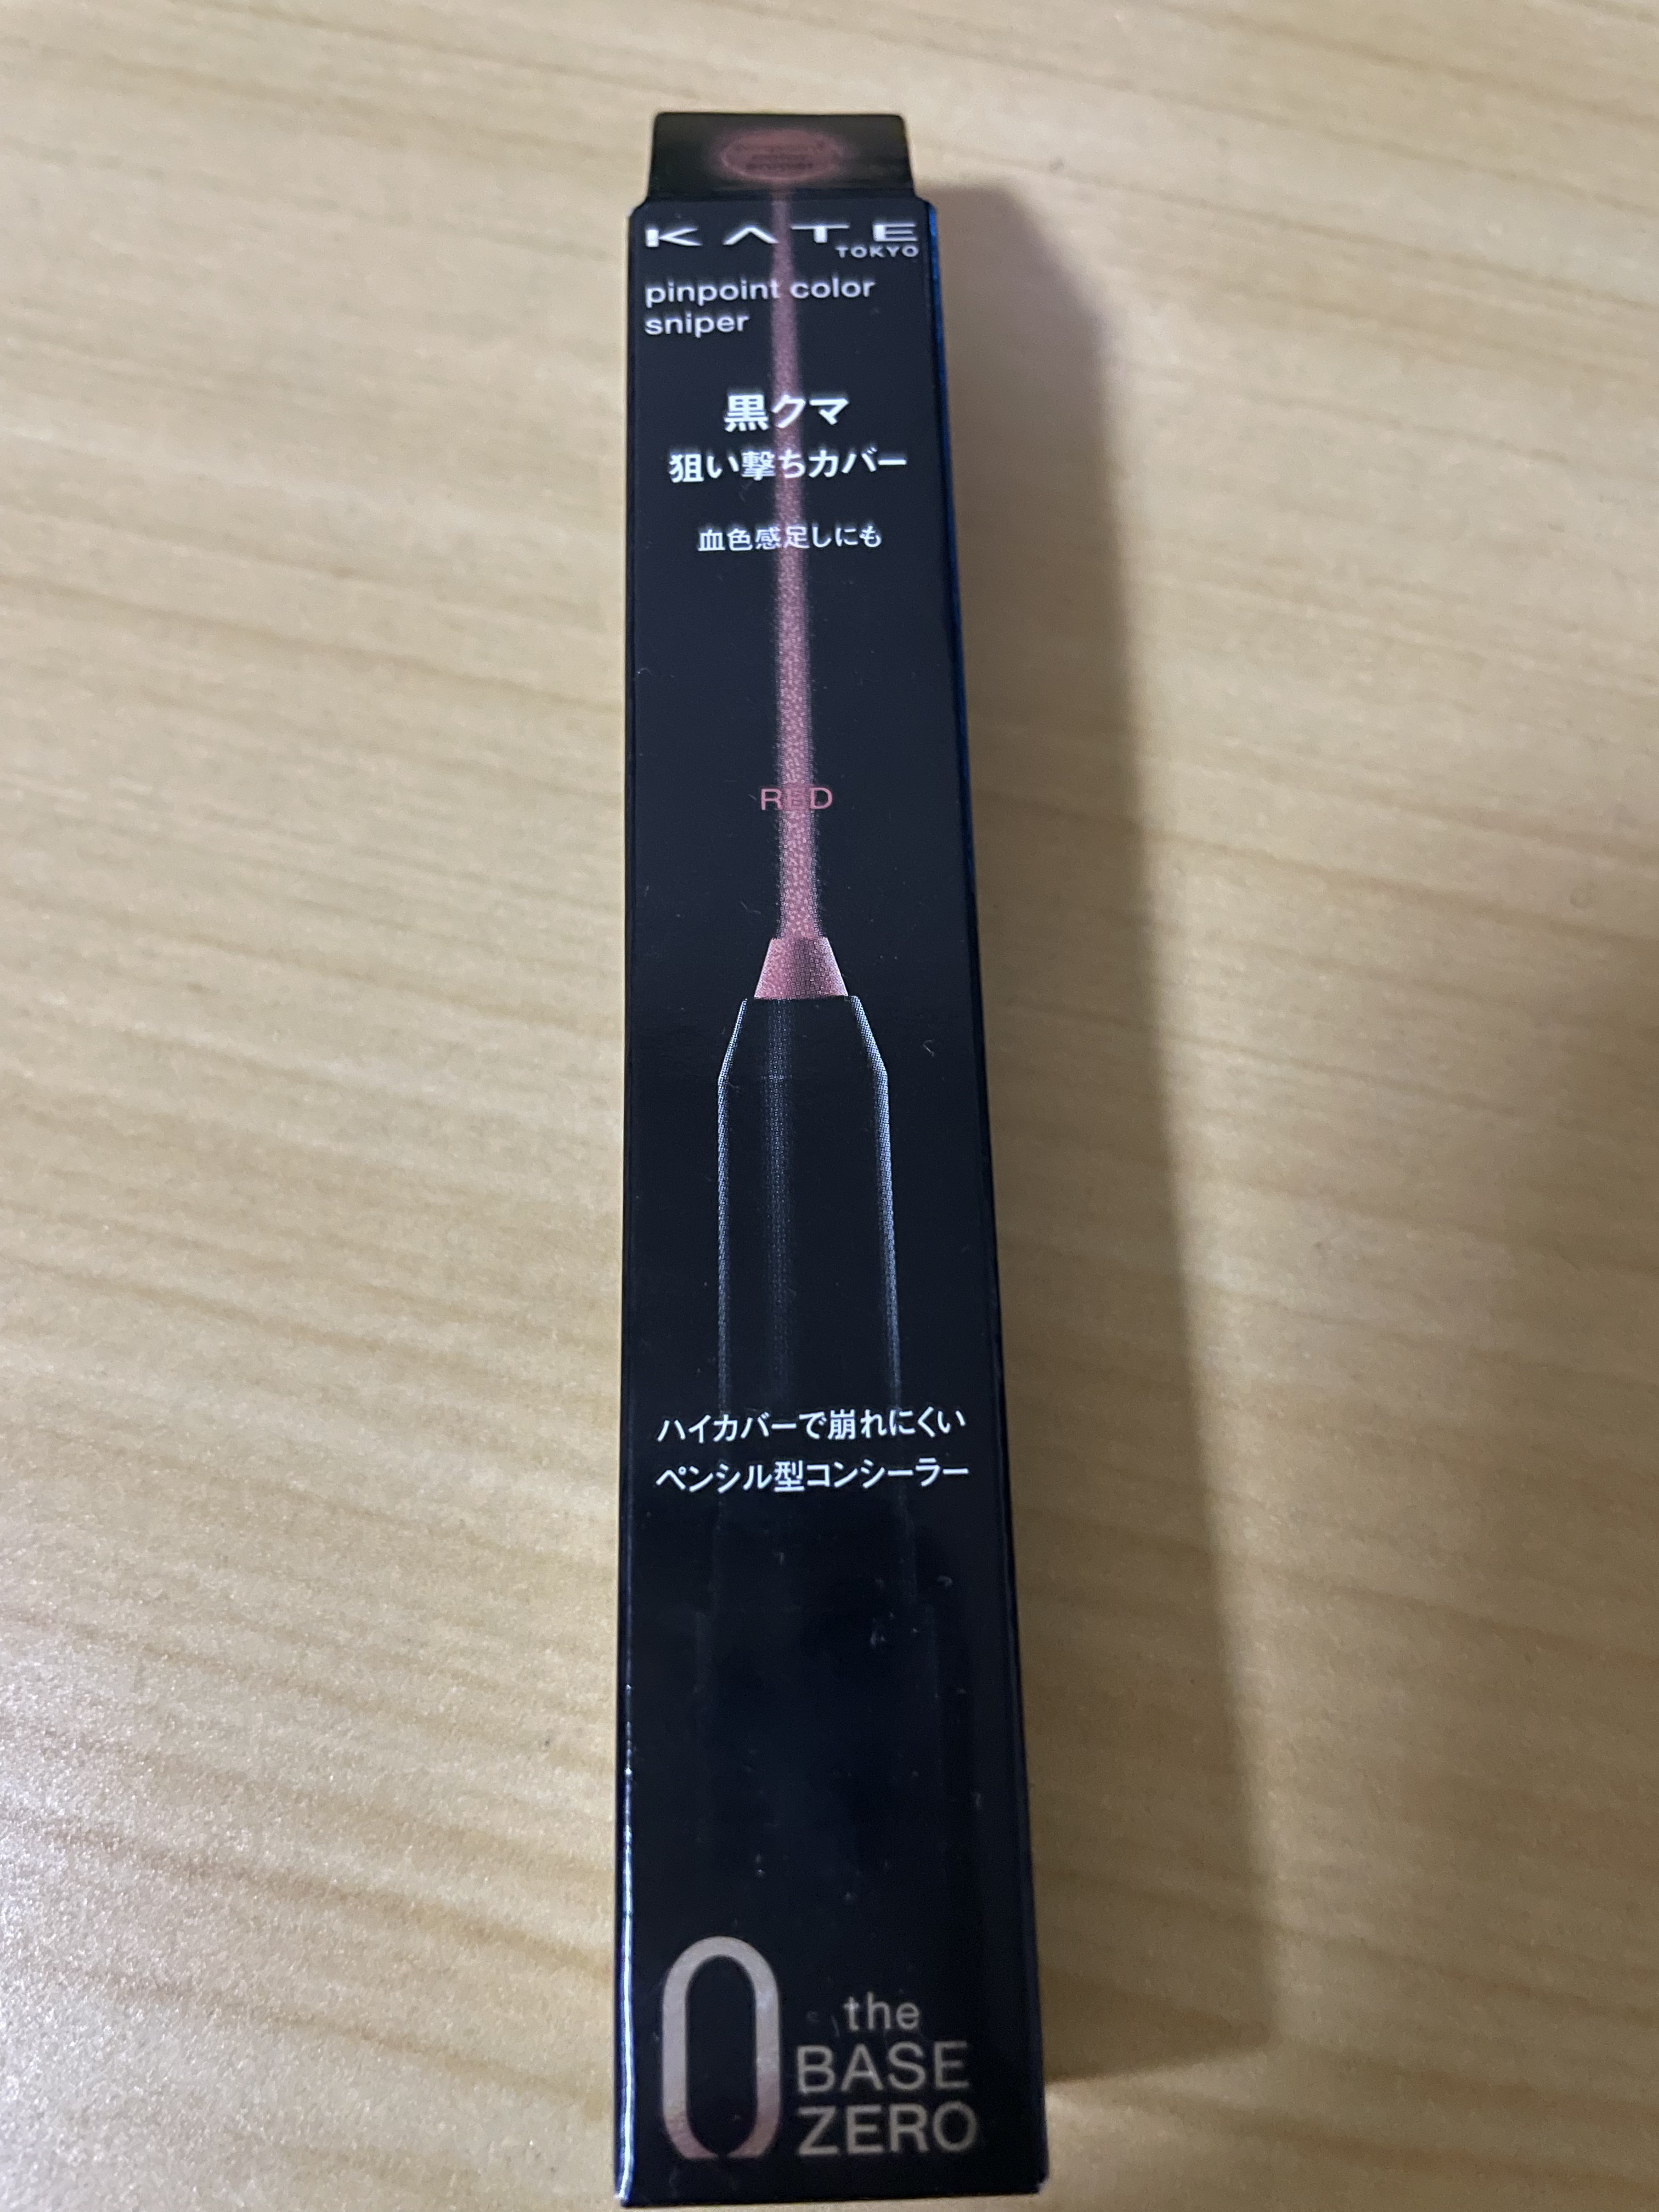 KATE
TOKYO
pinpoint color
sniper
黒クマ
狙い撃ちカバー
血色感足しにも
RED
ハイカバーで崩れにくい
ペンシル型コンシーラー
0 the
BASE
ZERO